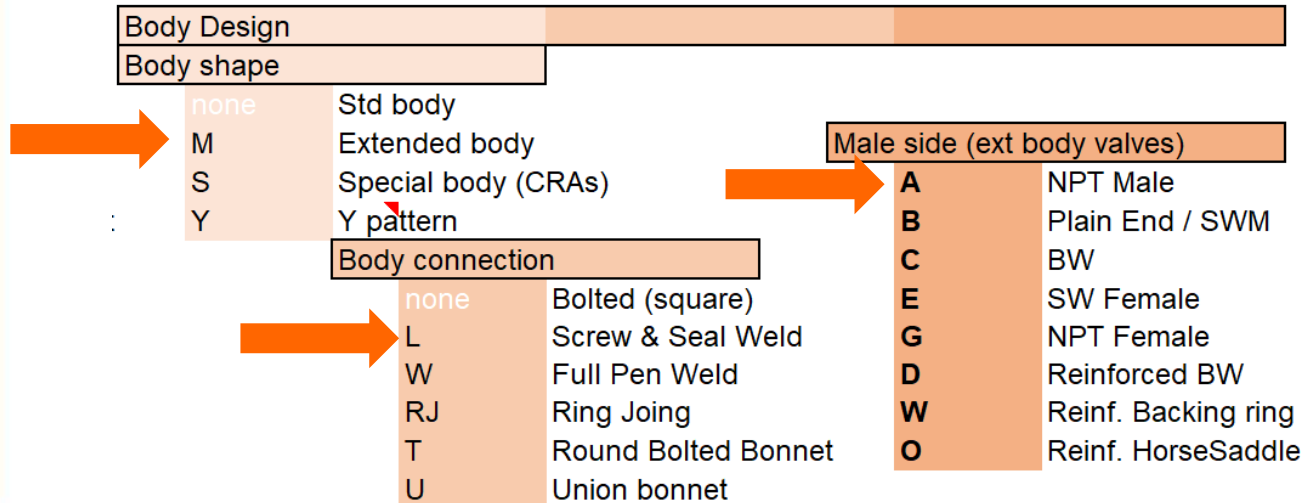 Body Design
Body shape
none Std body
M Extended body
S Special body (CRAs)
: Y Y pattern
Body connection
none Bolted (square)
L Screw & Seal Weld
W Full Pen Weld
RJ Ring Joing
T Round Bolted Bonnet
U Union bonnet
Male side (ext body valves)
A NPT Male
B Plain End / SWM
C BW
E SW Female
G NPT Female
D Reinforced BW
W Reinf. Backing ring
O Reinf. HorseSaddle